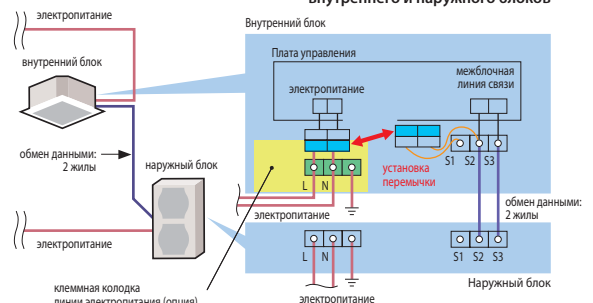 внутреннего и наружного блоков
электропитание
Внутренний блок
внутренний блок
Плата управления
электропитание
межблочная
линия связи
S1 S2 S3
обмен данными:
2 жилы
наружный блок
L N
установка
перемычки
электропитание
обмен данными:
2 жилы
электропитание
L N
S1 S2 S3
Наружный блок
электропитание
клеммная колодка
линии электропитания (опция)